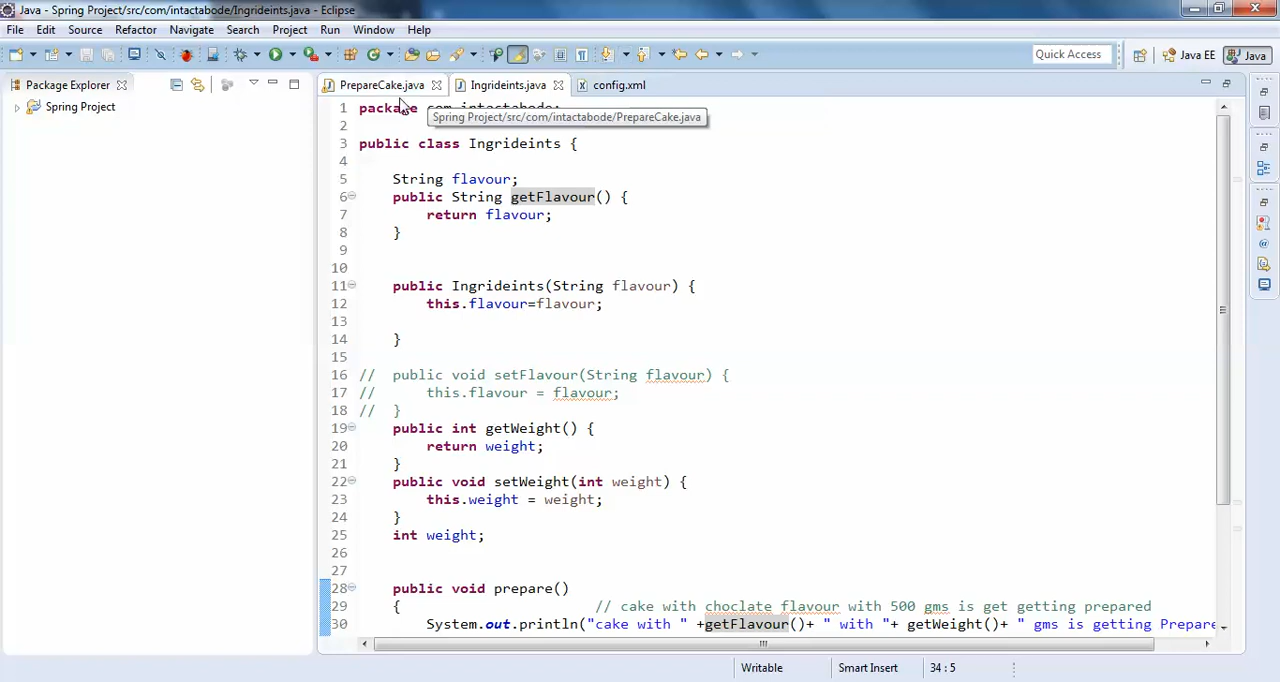 Java - Spring Project/src/com/intactabode/Ingrideints.java - Eclipse
File Edit Source Refactor Navigate Search Project Run Window Help
Quick Access Java EE Java
Package Explorer PrepareCake.java Ingrideints.java config.xml
Spring Project
Spring Project/src/com/intactabode/PrepareCake.java
1 package com.intactabode;
2
3 public class Ingrideints {
4
5 String flavour;
6 public String getFlavour() {
7 return flavour;
8 }
9
10
11 public Ingrideints(String flavour) {
12 this.flavour=flavour;
13
14 }
15
16 // public void setFlavour(String flavour) {
17 // this.flavour = flavour;
18 // }
19 public int getWeight() {
20 return weight;
21 }
22 public void setWeight(int weight) {
23 this.weight = weight;
24 }
25 int weight;
26
27
28 public void prepare()
29 { // cake with choclate flavour with 500 gms is get getting prepared
30 System.out.println("cake with " +getFlavour()+ " with "+ getWeight()+ " gms is getting Prepare
Writable Smart Insert 34 : 5